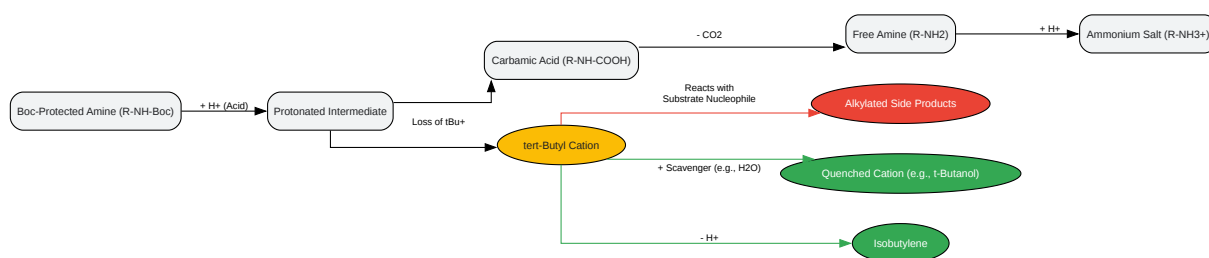 Free Amine (R-NH2)
+ H+
Ammonium Salt (R-NH3+)
- CO2
Carbamic Acid (R-NH-COOH)
Boc-Protected Amine (R-NH-Boc)
+ H+ (Acid)
Protonated Intermediate
Loss of tBu+
Reacts with
Substrate Nucleophile
Alkylated Side Products
tert-Butyl Cation
+ Scavenger (e.g., H2O)
Quenched Cation (e.g., t-Butanol)
- H+
Isobutylene